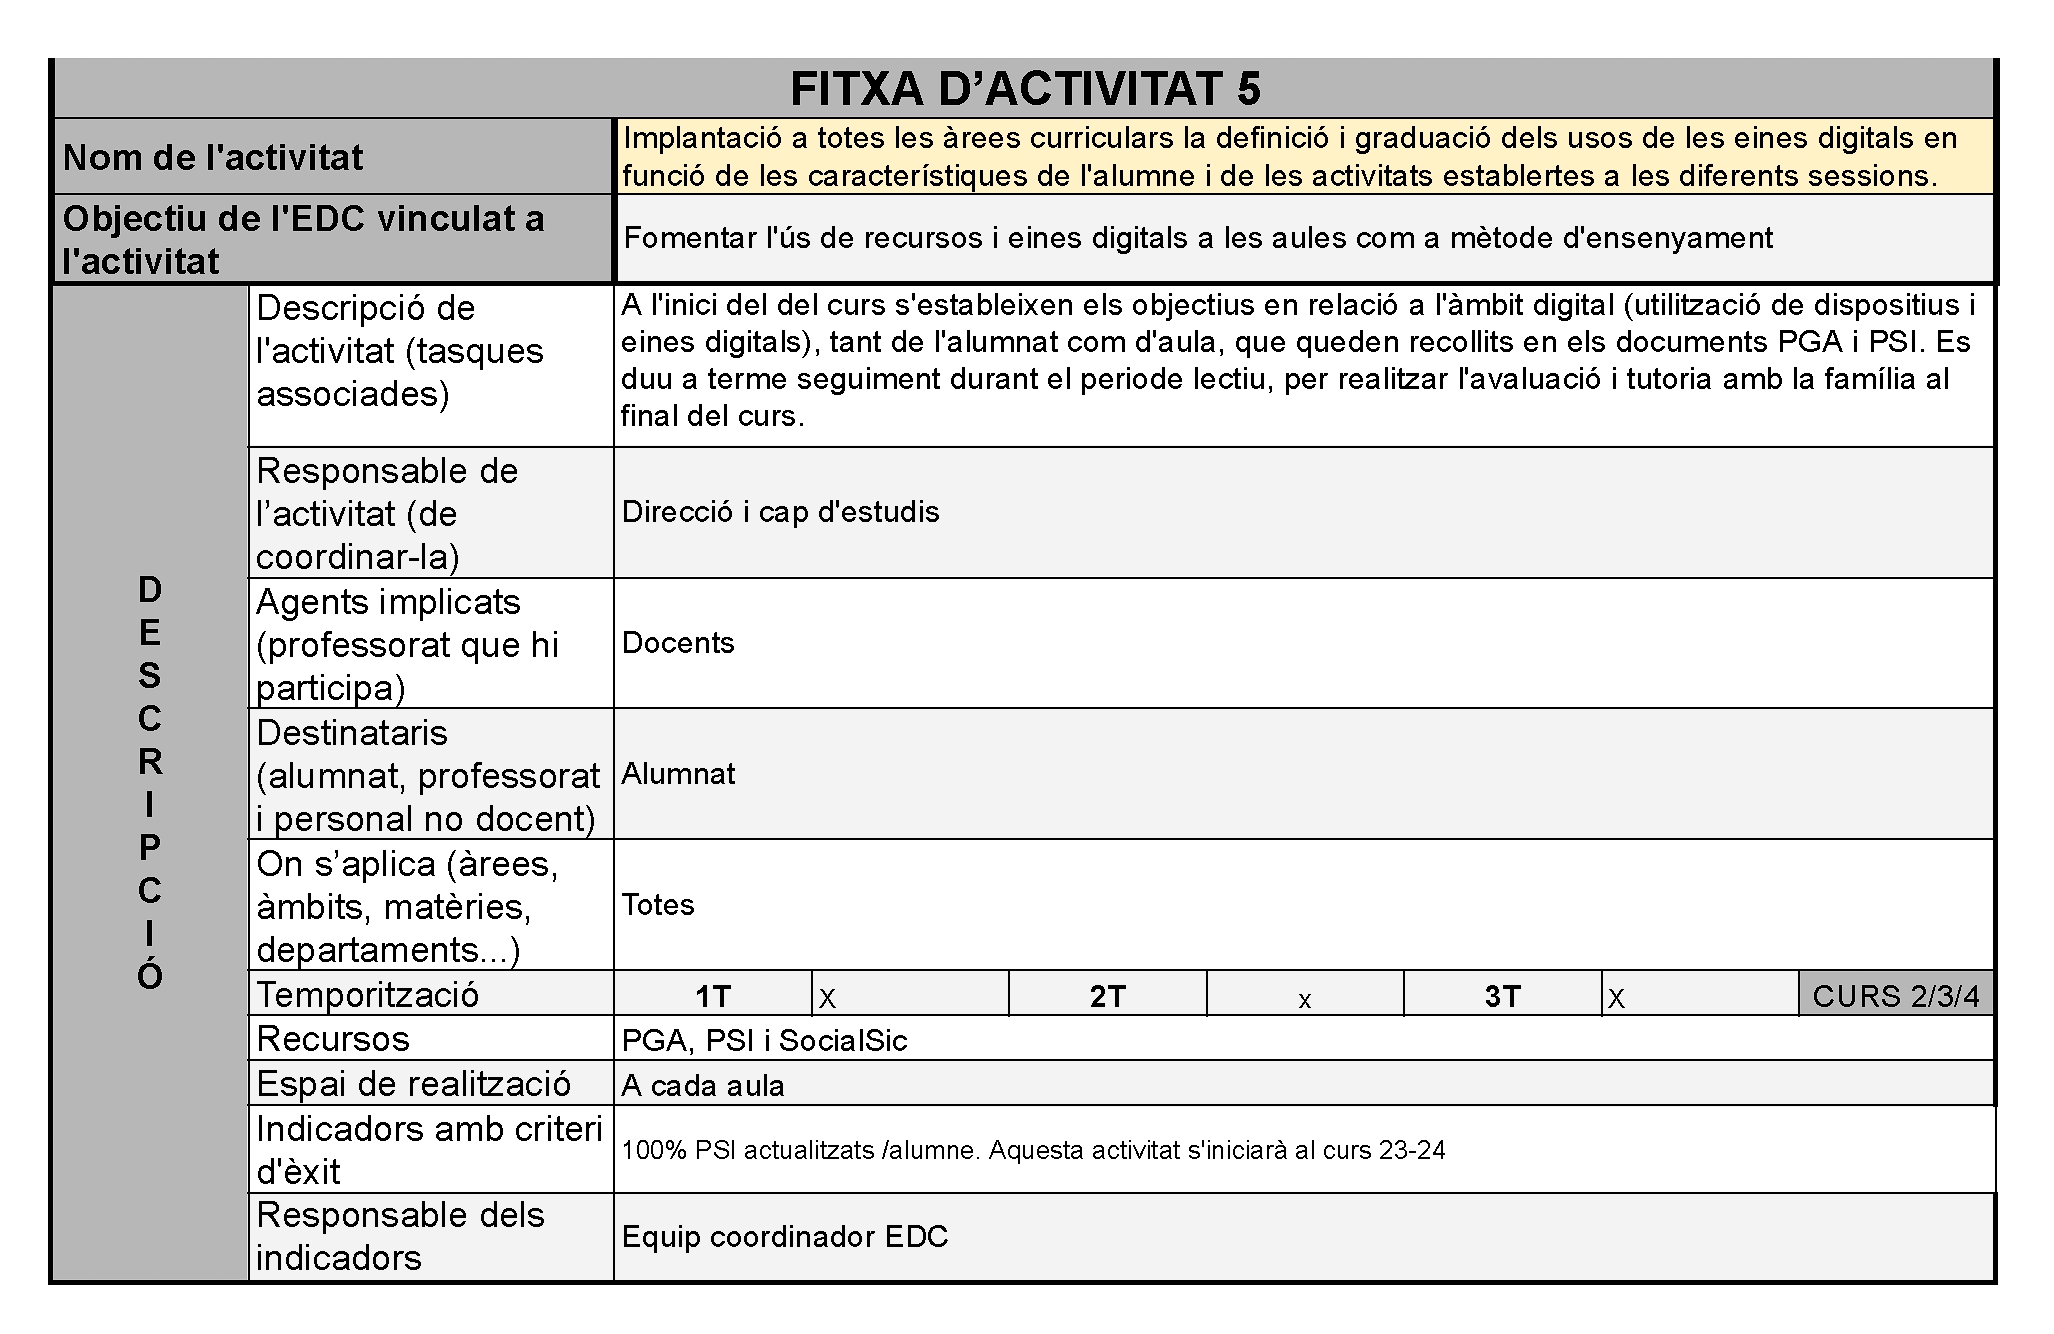 FITXA D’ACTIVITAT 5
Nom de l'activitat
Implantació a totes les àrees curriculars la definició i graduació dels usos de les eines digitals en
funció de les característiques de l'alumne i de les activitats establertes a les diferents sessions.
Objectiu de l'EDC vinculat a
l'activitat
Fomentar l'ús de recursos i eines digitals a les aules com a mètode d'ensenyament
DESCRIPCIÓ
Descripció de
l'activitat (tasques
associades)
A l'inici del del curs s'estableixen els objectius en relació a l'àmbit digital (utilització de dispositius i
eines digitals), tant de l'alumnat com d'aula, que queden recollits en els documents PGA i PSI. Es
duu a terme seguiment durant el periode lectiu, per realitzar l'avaluació i tutoria amb la família al
final del curs.
Responsable de
l’activitat (de
coordinar-la)
Direcció i cap d'estudis
Agents implicats
(professorat que hi
participa)
Docents
Destinataris
(alumnat, professorat
i personal no docent)
Alumnat
On s’aplica (àrees,
àmbits, matèries,
departaments...)
Totes
Temporització 1T X 2T x 3T X CURS 2/3/4
Recursos PGA, PSI i SocialSic
Espai de realització A cada aula
Indicadors amb criteri
d'èxit
100% PSI actualitzats /alumne. Aquesta activitat s'iniciarà al curs 23-24
Responsable dels
indicadors
Equip coordinador EDC